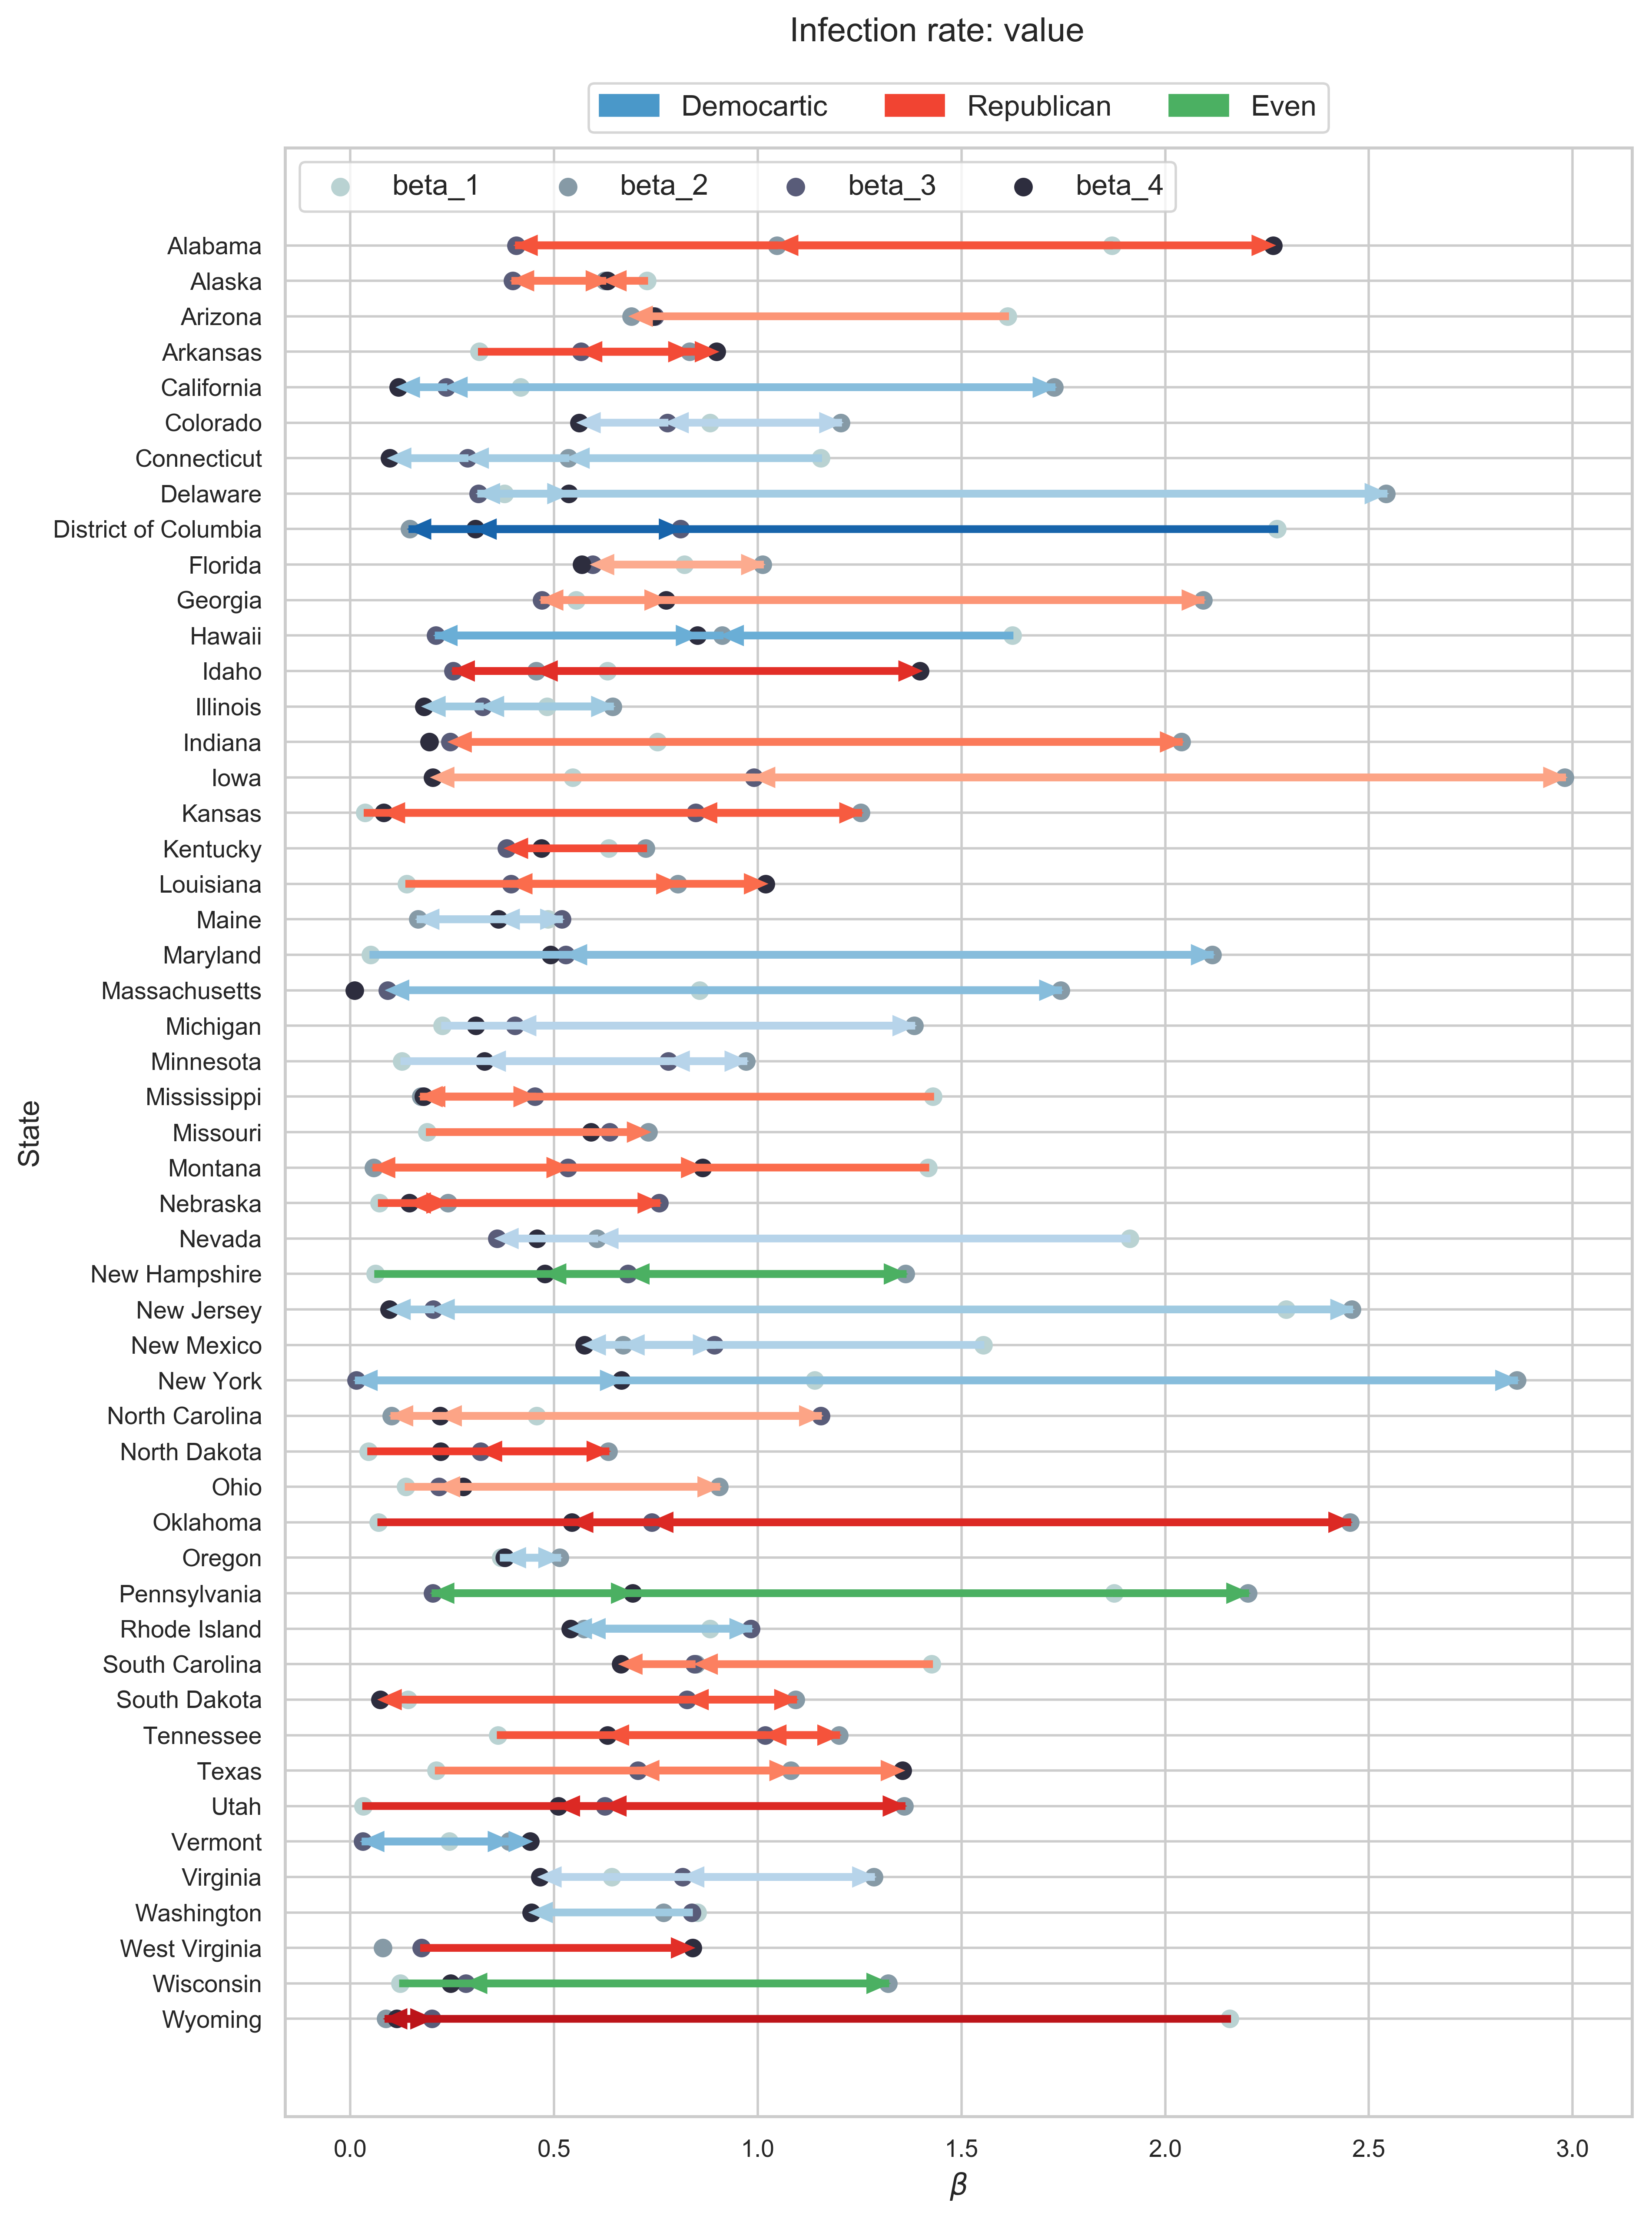 Infection rate: value
Democartic Republican Even
beta_1 beta_2 beta_3 beta_4
Alabama
Alaska
Arizona
Arkansas
California
Colorado
Connecticut
Delaware
District of Columbia
Florida
Georgia
Hawaii
Idaho
Illinois
Indiana
Iowa
Kansas
Kentucky
Louisiana
Maine
Maryland
Massachusetts
Michigan
Minnesota
Mississippi
Missouri
Montana
Nebraska
Nevada
New Hampshire
New Jersey
New Mexico
New York
North Carolina
North Dakota
Ohio
Oklahoma
Oregon
Pennsylvania
Rhode Island
South Carolina
South Dakota
Tennessee
Texas
Utah
Vermont
Virginia
Washington
West Virginia
Wisconsin
Wyoming
State
0.0 0.5 1.0 1.5 2.0 2.5 3.0
β